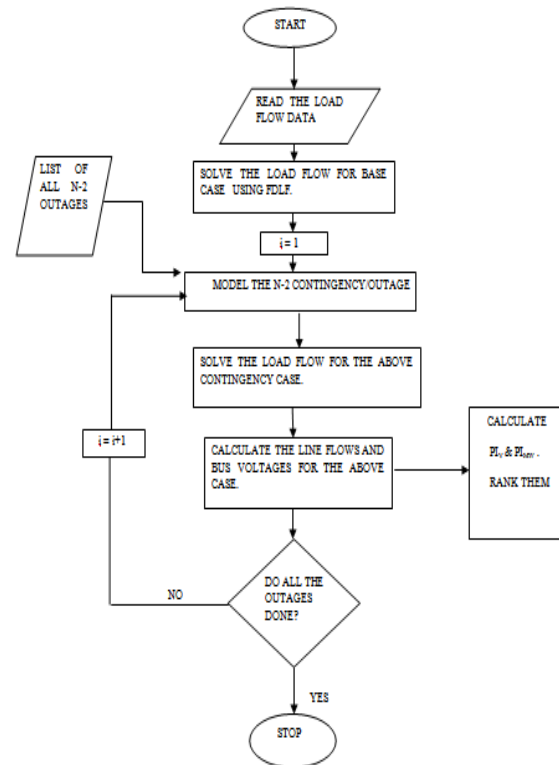 START
READ THE LOAD
FLOW DATA
LIST OF
ALL N-2
OUTAGES
SOLVE THE LOAD FLOW FOR BASE
CASE USING FDLF.
i = 1
MODEL THE N-2 CONTINGENCY/OUTAGE
SOLVE THE LOAD FLOW FOR THE ABOVE
CONTINGENCY CASE.
i = i+1
CALCULATE THE LINE FLOWS AND
BUS VOLTAGES FOR THE ABOVE
CASE.
CALCULATE
PIV & PIMW .
RANK THEM
DO ALL THE
OUTAGES
DONE?
NO
YES
STOP